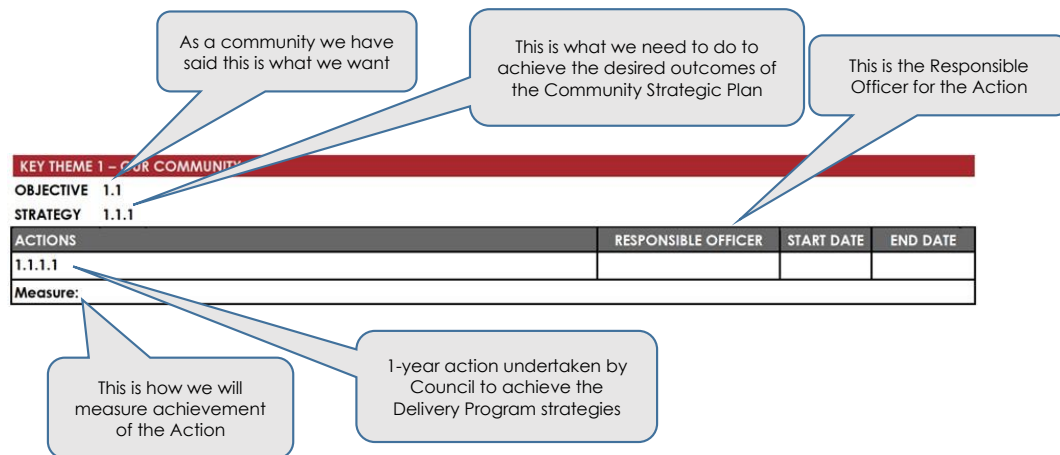 As a community we have
said this is what we want
This is what we need to do to
achieve the desired outcomes of
the Community Strategic Plan
This is the Responsible
Officer for the Action
KEY THEME 1 – OUR COMMUNITY
OBJECTIVE 1.1
STRATEGY 1.1.1
ACTIONS RESPONSIBLE OFFICER START DATE END DATE
1.1.1.1
Measure:
This is how we will
measure achievement
of the Action
1-year action undertaken by
Council to achieve the
Delivery Program strategies